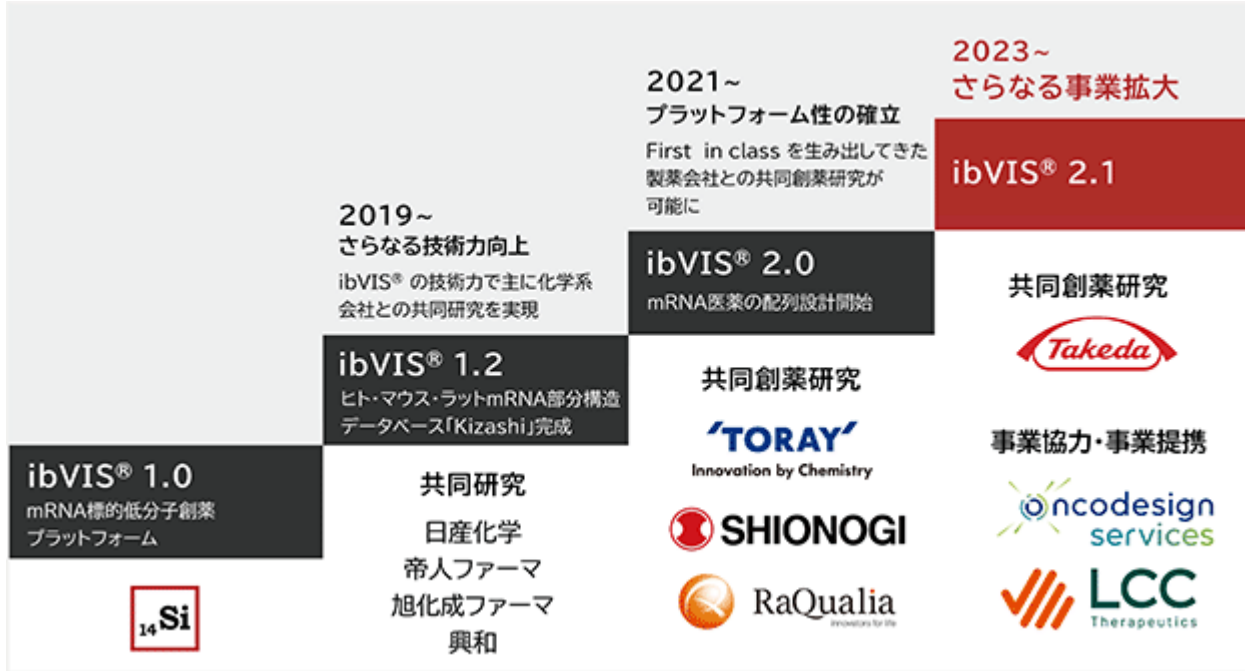 ibVIS® 1.0
mRNA標的低分子創薬
プラットフォーム
14Si
2019~
さらなる技術力向上
ibVIS® の技術力で主に化学系
会社との共同研究を実現
ibVIS® 1.2
ヒト・マウス・ラットmRNA部分構造
データベース「Kizashi」完成
共同研究
日産化学
帝人ファーマ
旭化成ファーマ
興和
2021~
プラットフォーム性の確立
First in class を生み出してきた
製薬会社との共同創薬研究が
可能に
ibVIS® 2.0
mRNA医薬の配列設計開始
共同創薬研究
'TORAY'
Innovation by Chemistry
SHIONOGI
RaQualia
innovators for life
2023~
さらなる事業拡大
ibVIS® 2.1
共同創薬研究
Takeda
事業協力・事業提携
oncodesign
services
LCC
Therapeutics